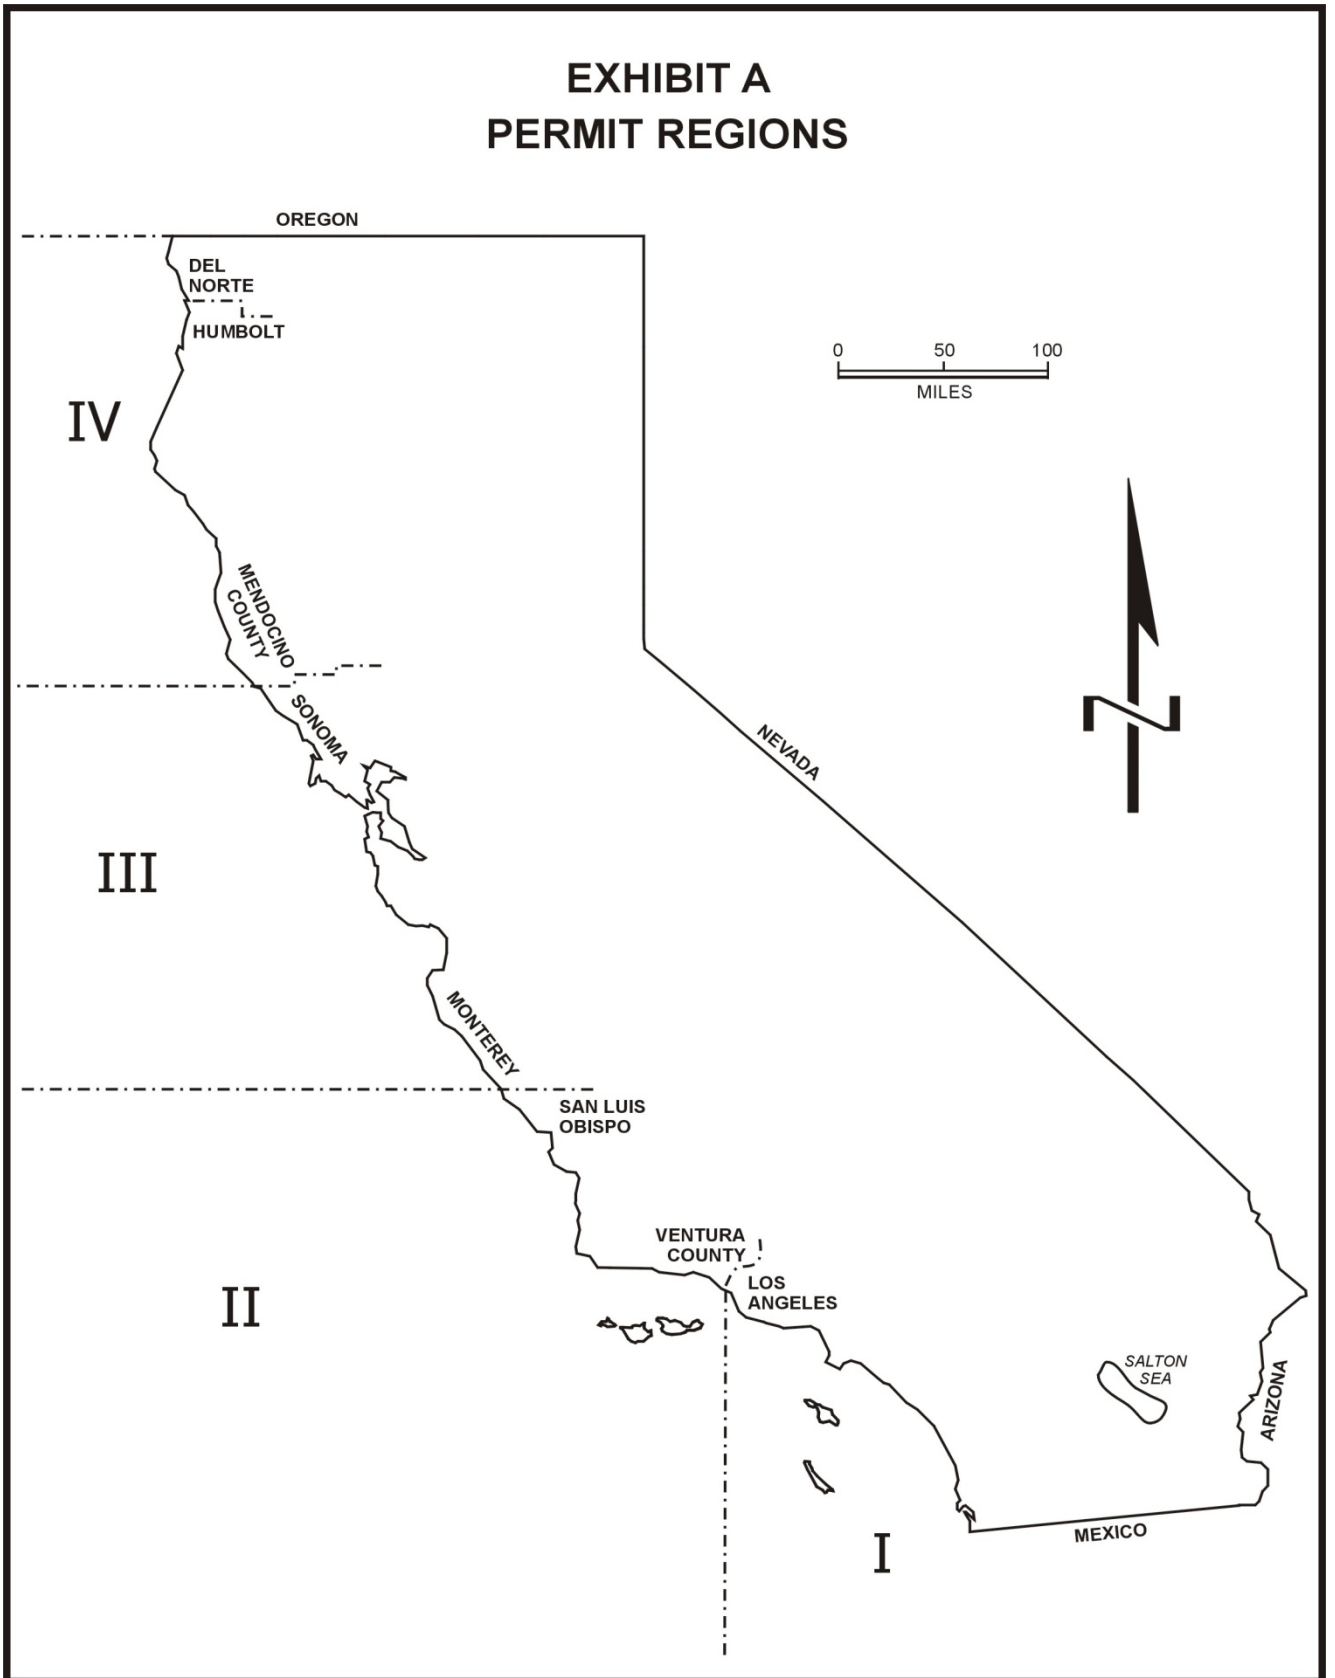 EXHIBIT A
PERMIT REGIONS
OREGON
DEL
NORTE
HUMBOLT
0 50 100
MILES
IV
MENDOCINO
COUNTY
SONOMA
NEVADA
N
III
MONTEREY
SAN LUIS
OBISPO
VENTURA
COUNTY
LOS
ANGELES
II
SALTON
SEA
ARIZONA
MEXICO
I